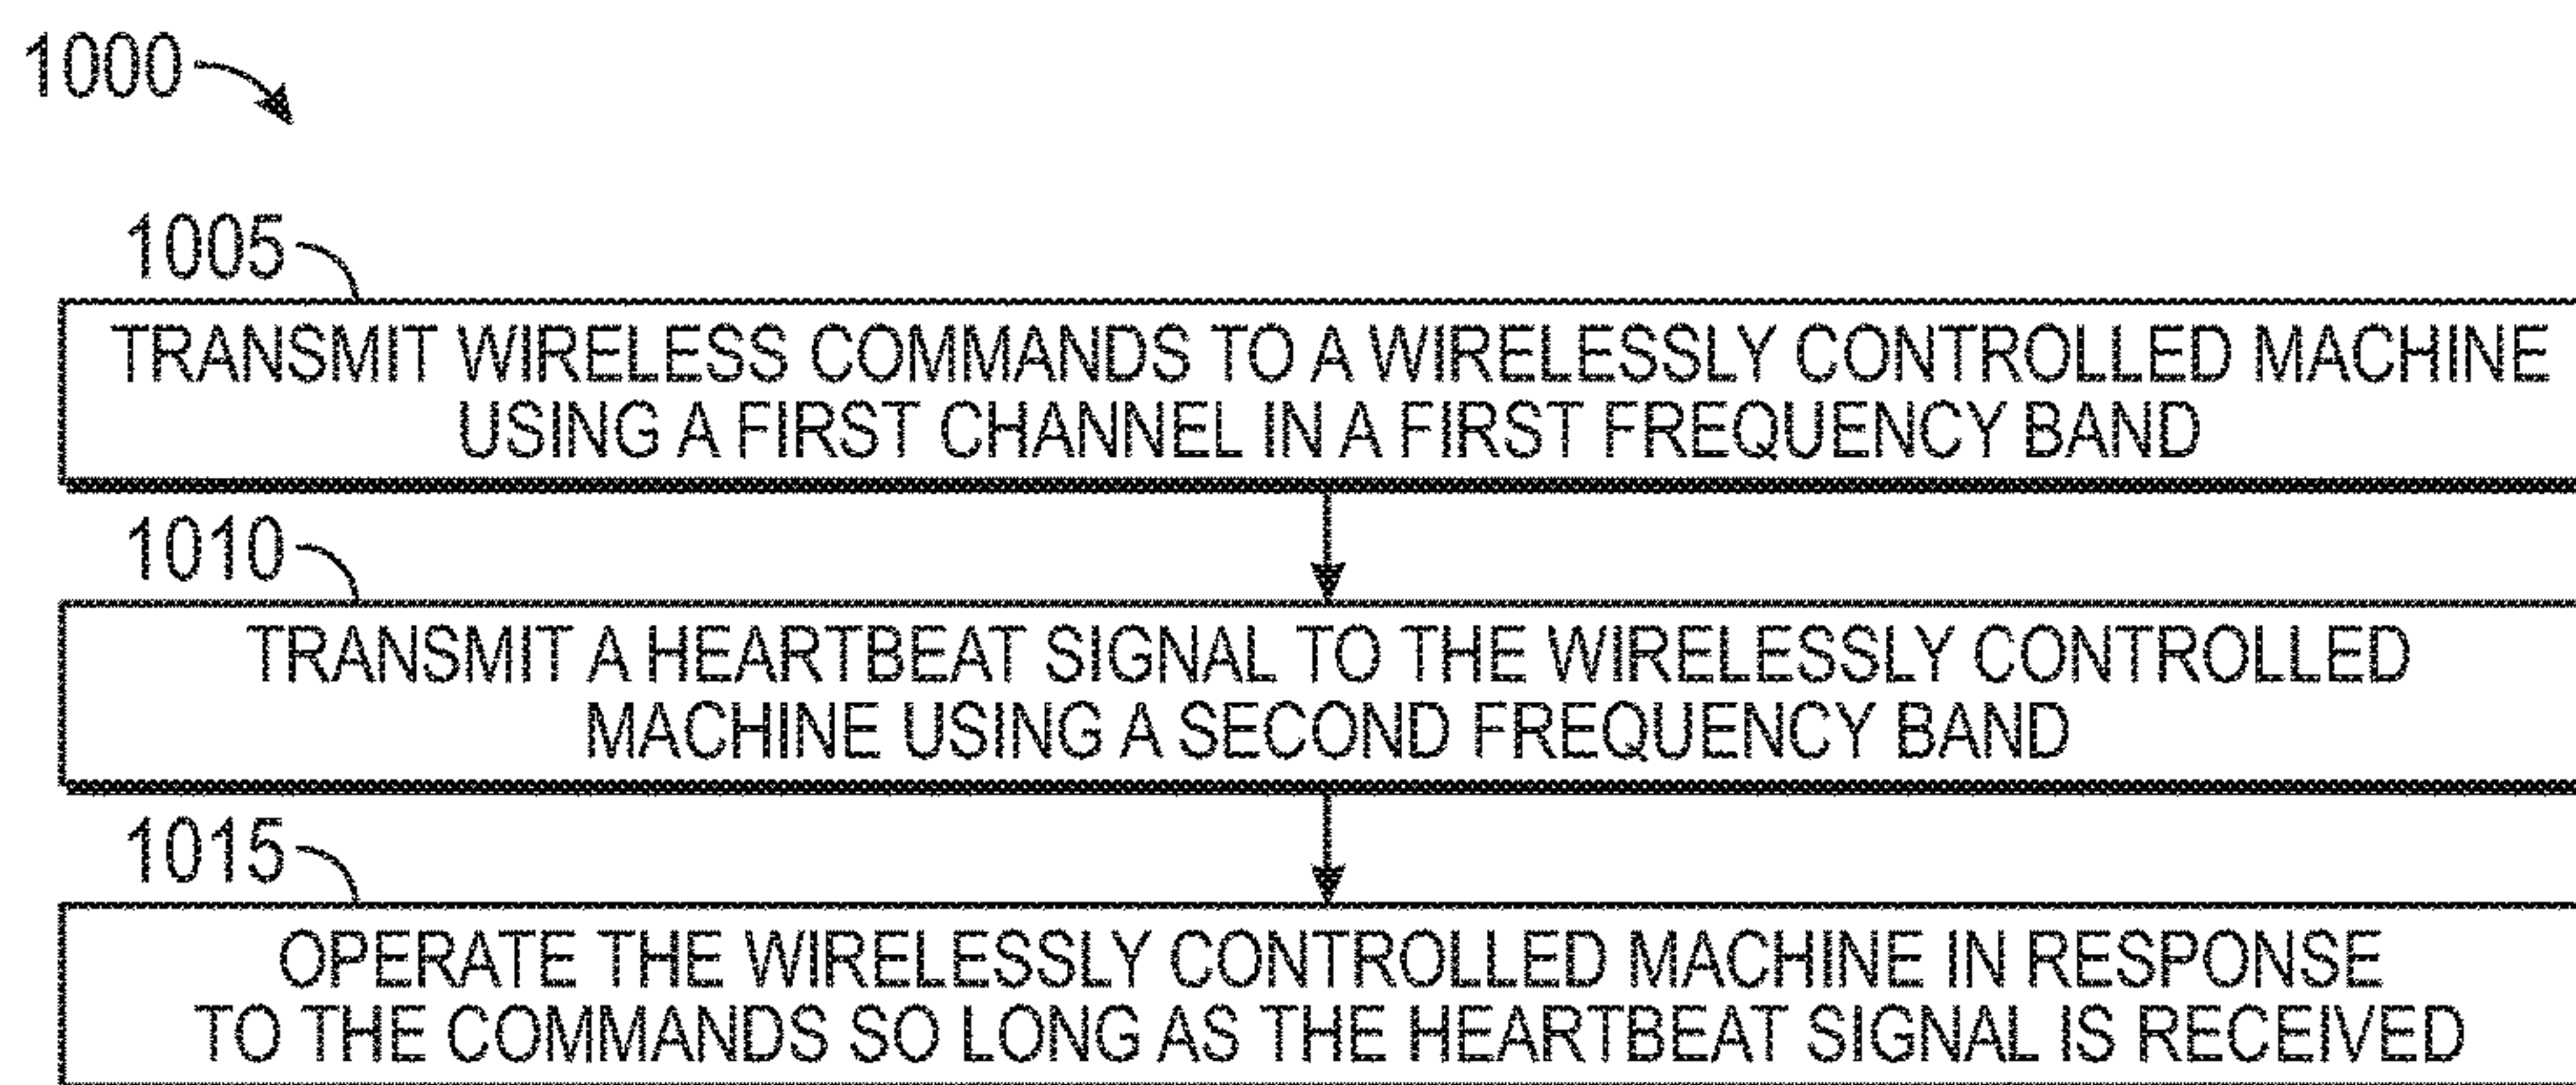 1000
1005
TRANSMIT WIRELESS COMMANDS TO A WIRELESSLY CONTROLLED MACHINE
USING A FIRST CHANNEL IN A FIRST FREQUENCY BAND
1010
TRANSMIT A HEARTBEAT SIGNAL TO THE WIRELESSLY CONTROLLED
MACHINE USING A SECOND FREQUENCY BAND
1015
OPERATE THE WIRELESSLY CONTROLLED MACHINE IN RESPONSE
TO THE COMMANDS SO LONG AS THE HEARTBEAT SIGNAL IS RECEIVED